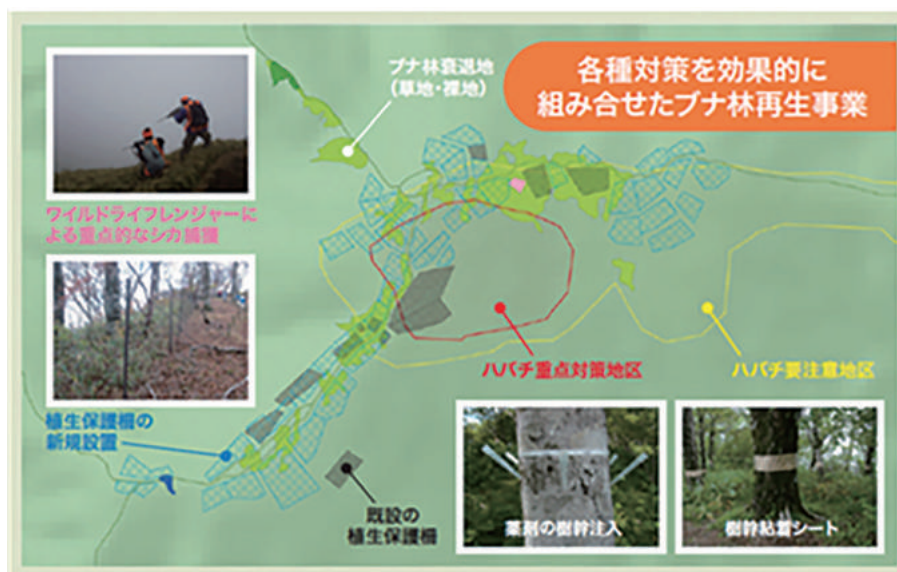 各種対策を効果的に
組み合せたブナ林再生事業
ブナ林衰退地
(草地・裸地)
ワイルドライフレンジャーに
よる重点的なシカ捕獲
ハバチ重点対策地区
ハバチ要注意地区
植生保護柵の
新規設置
既設の
植生保護柵
薬剤の樹幹注入
樹幹粘着シート